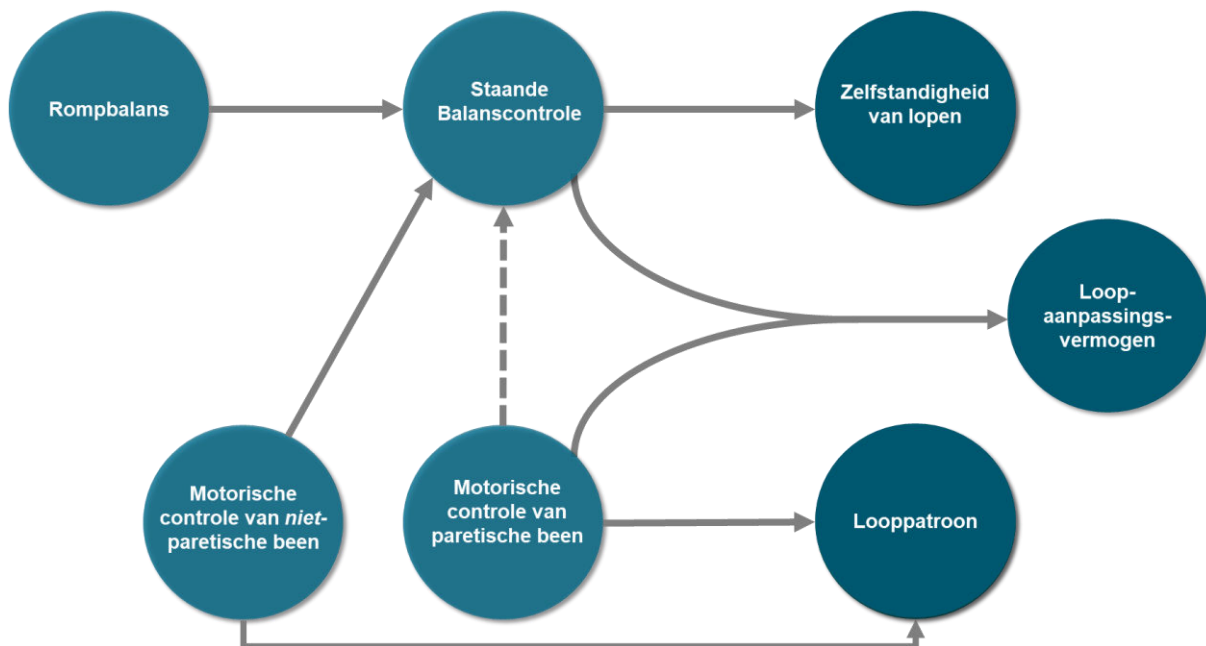 Rompbalans
Staande
Balanscontrole
Zelfstandigheid
van lopen
Loop-
aanpassings-
vermogen
Motorische
controle van niet-
paretische been
Motorische
controle van
paretische been
Looppatroon